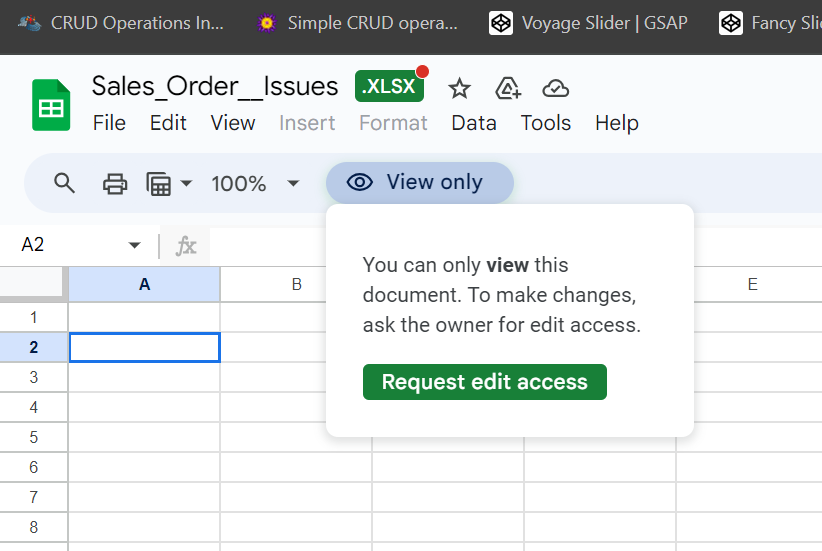 CRUD Operations In...
Simple CRUD opera...
Voyage Slider | GSAP
Fancy Sli
Sales_Order__Issues .XLSX
File Edit View Insert Format Data Tools Help
100% View only
A2 fx
You can only view this
document. To make changes,
ask the owner for edit access.
Request edit access
A B E
1
2
3
4
5
6
7
8